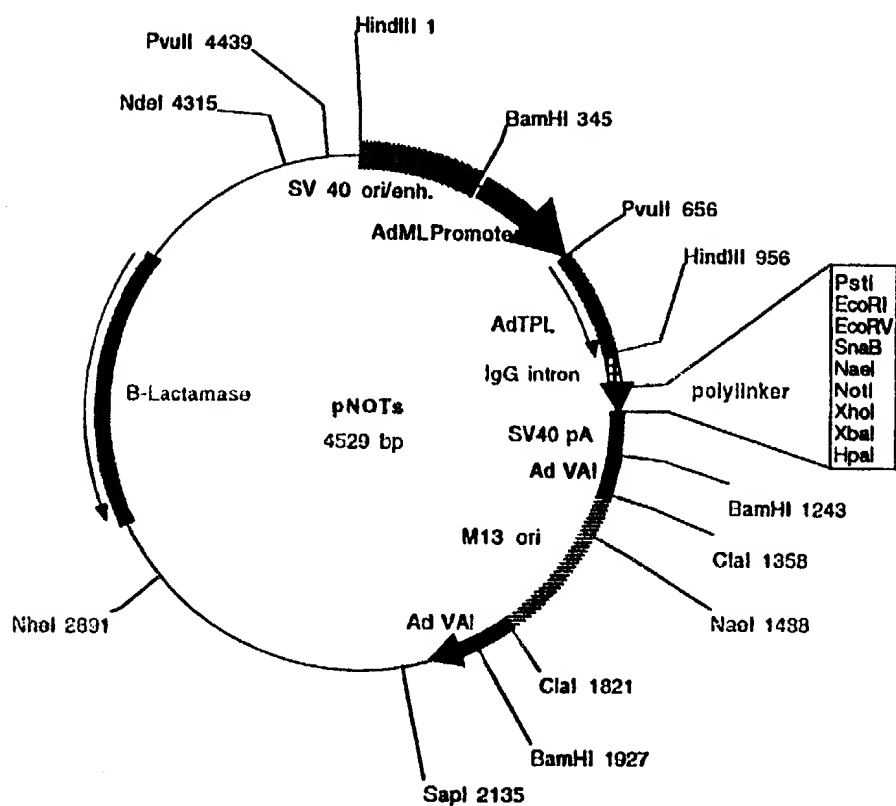 HindIII 1
PvuII 4439
NdeI 4315
BamHI 345
SV 40 ori/enh.
AdMLPromoter
PvuII 656
HindIII 956
AdTPL
IgG intron
polylinker
PstI
EcoRI
EcoRV
SnaB
NaeI
NotI
XhoI
XbaI
HpaI
B-Lactamase
pNOTs
4529 bp
SV40 pA
Ad VAI
BamHI 1243
M13 ori
ClaI 1358
NheI 2891
Ad VAI
NaeI 1488
ClaI 1821
BamHI 1927
SapI 2135